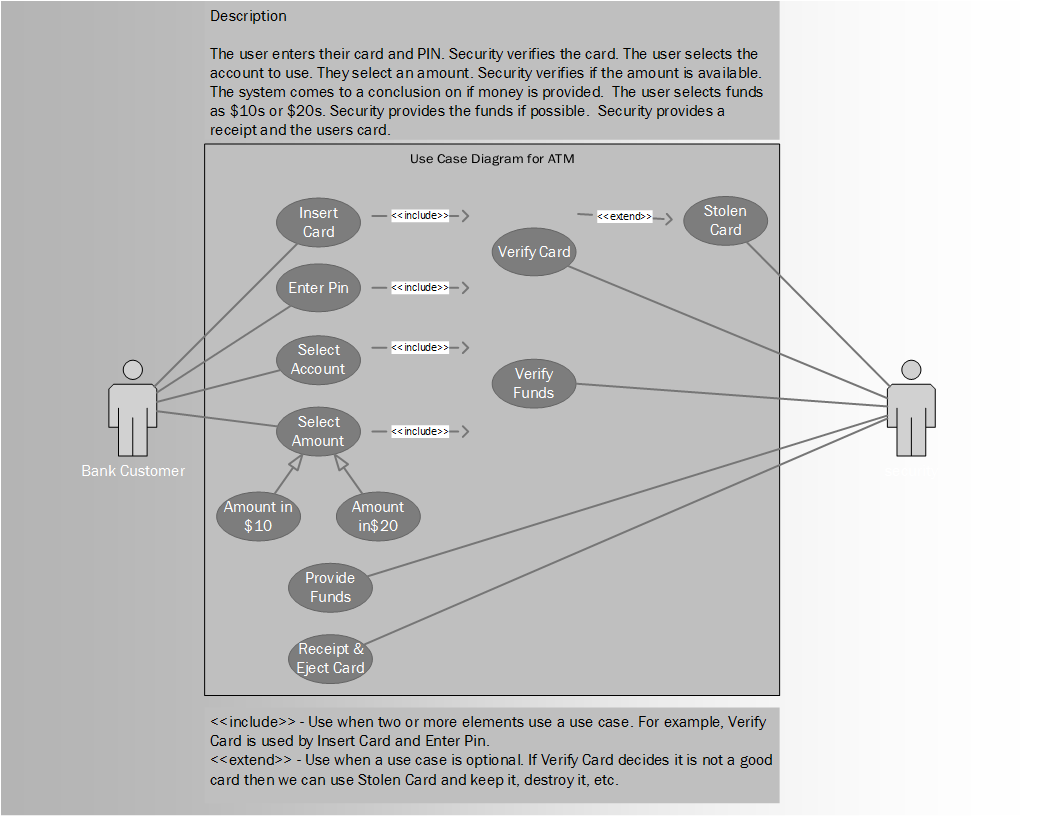 Description
The user enters their card and PIN. Security verifies the card. The user selects the
account to use. They select an amount. Security verifies if the amount is available.
The system comes to a conclusion on if money is provided.  The user selects funds
as $10s or $20s. Security provides the funds if possible.  Security provides a
receipt and the users card.
Use Case Diagram for ATM
Insert
Card
<<include>>
<<extend>>
Stolen
Card
Verify Card
Enter Pin
<<include>>
Select
Account
<<include>>
Verify
Funds
Select
Amount
<<include>>
Bank Customer
Amount in
$10
Amount
in$20
Provide
Funds
Receipt &
Eject Card
<<include>> - Use when two or more elements use a use case. For example, Verify
Card is used by Insert Card and Enter Pin.
<<extend>> - Use when a use case is optional. If Verify Card decides it is not a good
card then we can use Stolen Card and keep it, destroy it, etc.